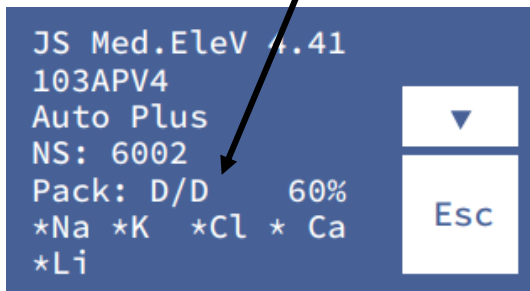 JS Med.EleV 4.41
103APV4
Auto Plus
▼
NS: 6002
Pack: D/D 60%
*Na *K *Cl * Ca
Esc
*Li